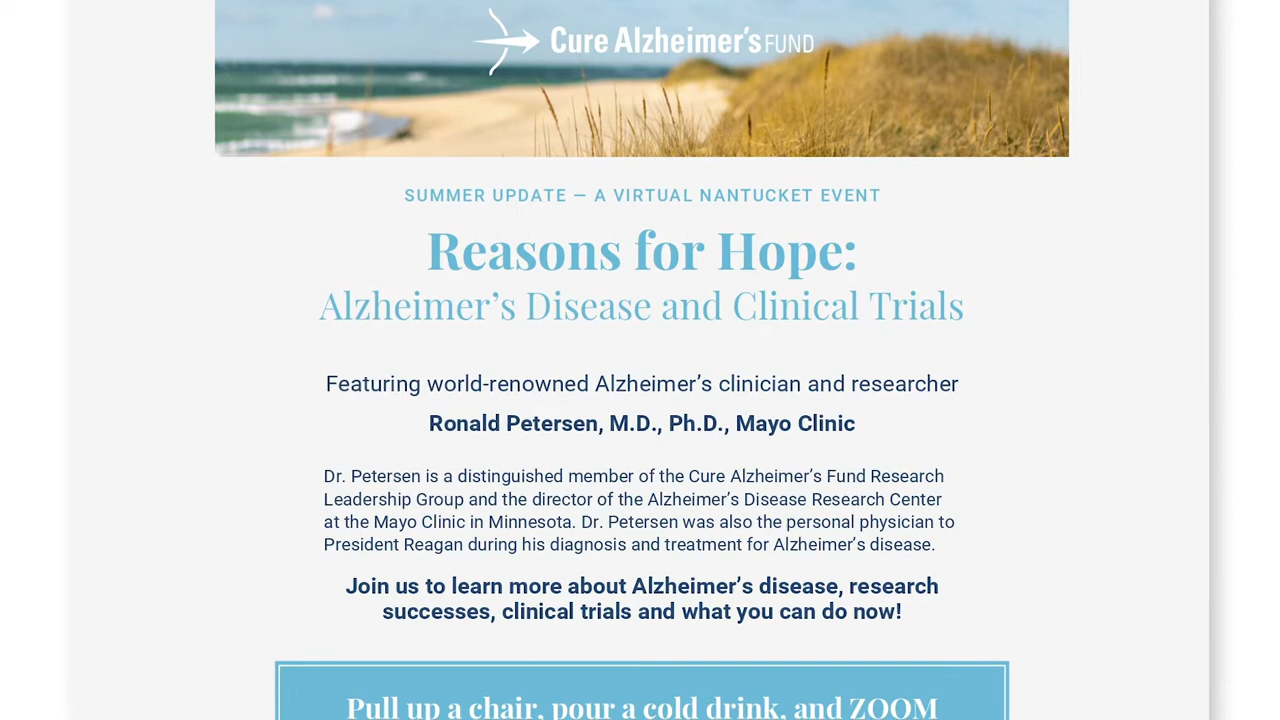 Cure Alzheimer's FUND
SUMMER UPDATE — A VIRTUAL NANTUCKET EVENT
Reasons for Hope:
Alzheimer's Disease and Clinical Trials
Featuring world-renowned Alzheimer's clinician and researcher
Ronald Petersen, M.D., Ph.D., Mayo Clinic
Dr. Petersen is a distinguished member of the Cure Alzheimer's Fund Research
Leadership Group and the director of the Alzheimer's Disease Research Center
at the Mayo Clinic in Minnesota. Dr. Petersen was also the personal physician to
President Reagan during his diagnosis and treatment for Alzheimer's disease.
Join us to learn more about Alzheimer's disease, research
successes, clinical trials and what you can do now!
Pull up a chair, pour a cold drink, and ZOOM